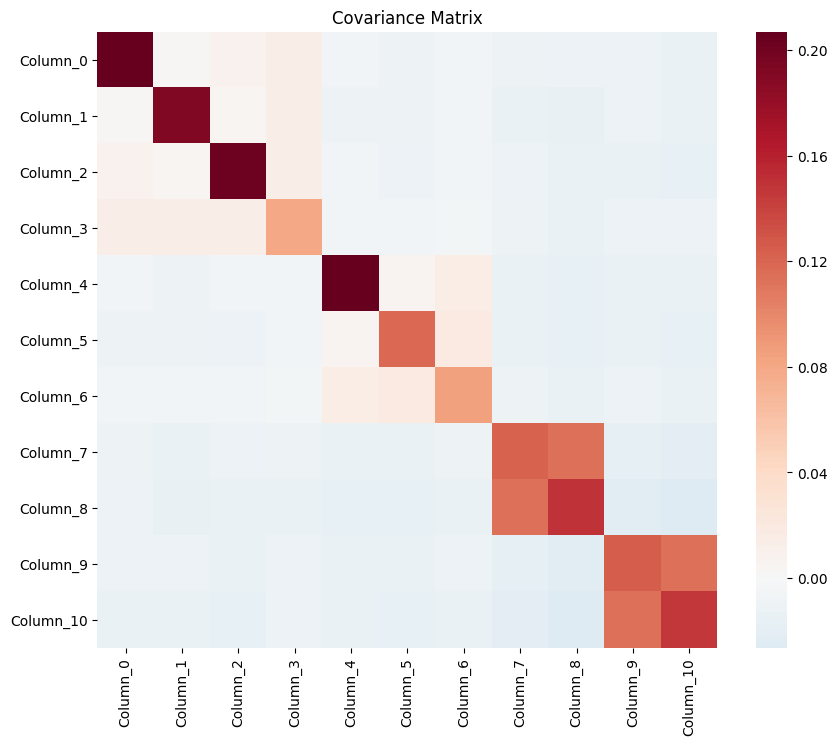 Covariance Matrix
Column_0
Column_1
Column_2
Column_3
Column_4
Column_5
Column_6
Column_7
Column_8
Column_9
Column_10
Column_0
Column_1
Column_2
Column_3
Column_4
Column_5
Column_6
Column_7
Column_8
Column_9
Column_10
0.20
0.16
0.12
0.08
0.04
0.00